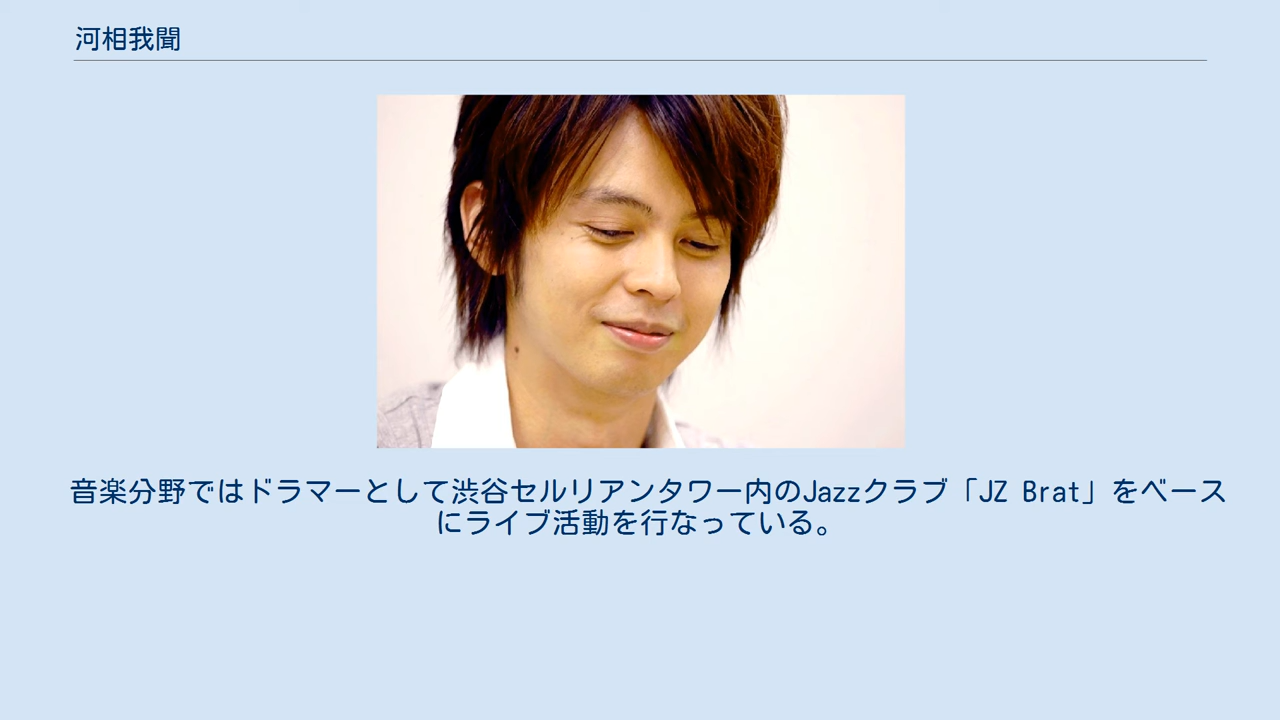 河相我聞
音楽分野ではドラマーとして渋谷セルリアンタワー内のJazzクラブ「JZ Brat」をベース
にライブ活動を行なっている。